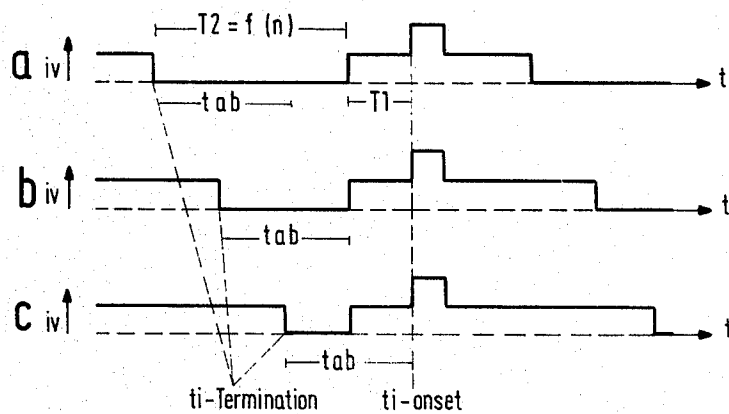 T2 = f (n)
a iv t
tab T1
b iv t
tab
c iv t
tab
ti-Termination ti-onset